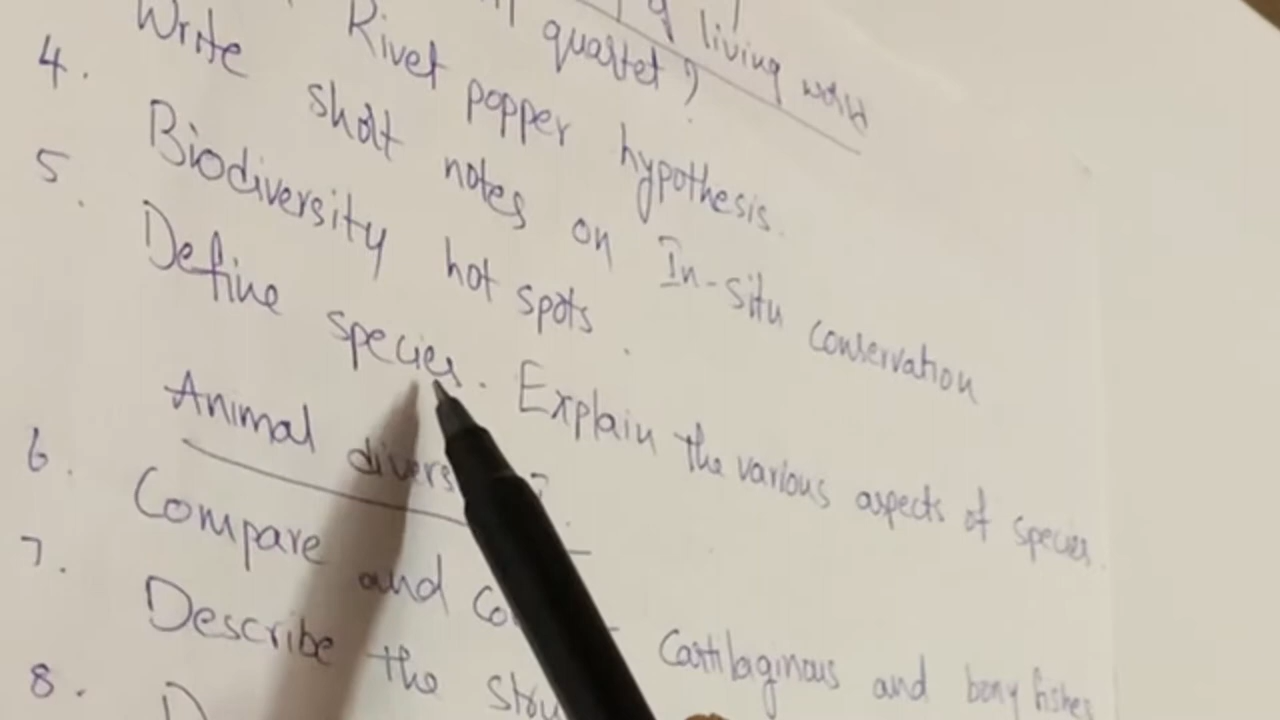 living world
quartet?
Rivet popper hypothesis.
4. Write short notes on In-situ conservation
Biodiversity hot spots.
5. Define species. Explain the various aspects of species.
Animal
6. Compare and Cartilaginous and bony fishes
7. Describe the
8.